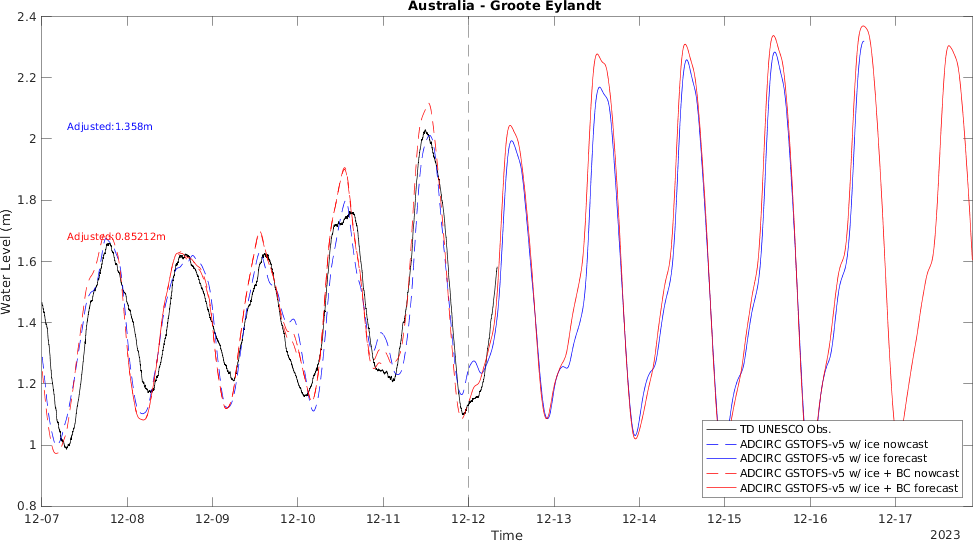 Australia - Groote Eylandt
Water Level (m)
2.4
2.2
2
1.8
1.6
1.4
1.2
1
0.8
Adjusted:1.358m
Adjusted:0.85212m
TD UNESCO Obs.
ADCIRC GSTOFS-v5 w/ ice nowcast
ADCIRC GSTOFS-v5 w/ ice forecast
ADCIRC GSTOFS-v5 w/ ice + BC nowcast
ADCIRC GSTOFS-v5 w/ ice + BC forecast
12-07 12-08 12-09 12-10 12-11 12-12 12-13 12-14 12-15 12-16 12-17
Time
2023